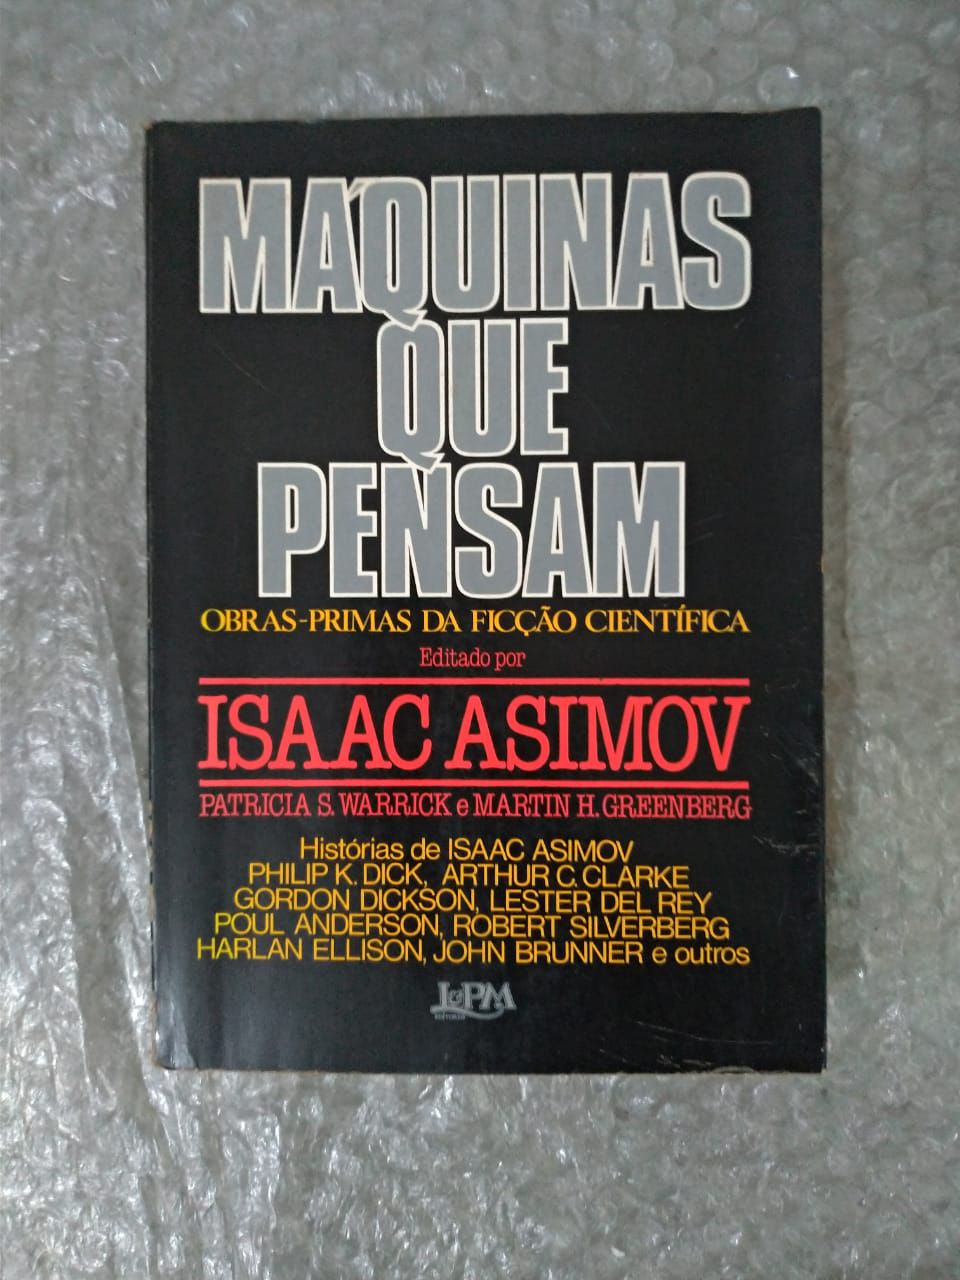 MÁQUINAS
QUE
PENSAM
OBRAS-PRIMAS DA FICÇÃO CIENTÍFICA
Editado por
ISAAC ASIMOV
PATRICIA S. WARRICK e MARTIN H. GREENBERG
Histórias de ISAAC ASIMOV
PHILIP K. DICK, ARTHUR C. CLARKE
GORDON DICKSON, LESTER DEL REY
POUL ANDERSON, ROBERT SILVERBERG
HARLAN ELLISON, JOHN BRUNNER e outros
L&PM
EDITORES